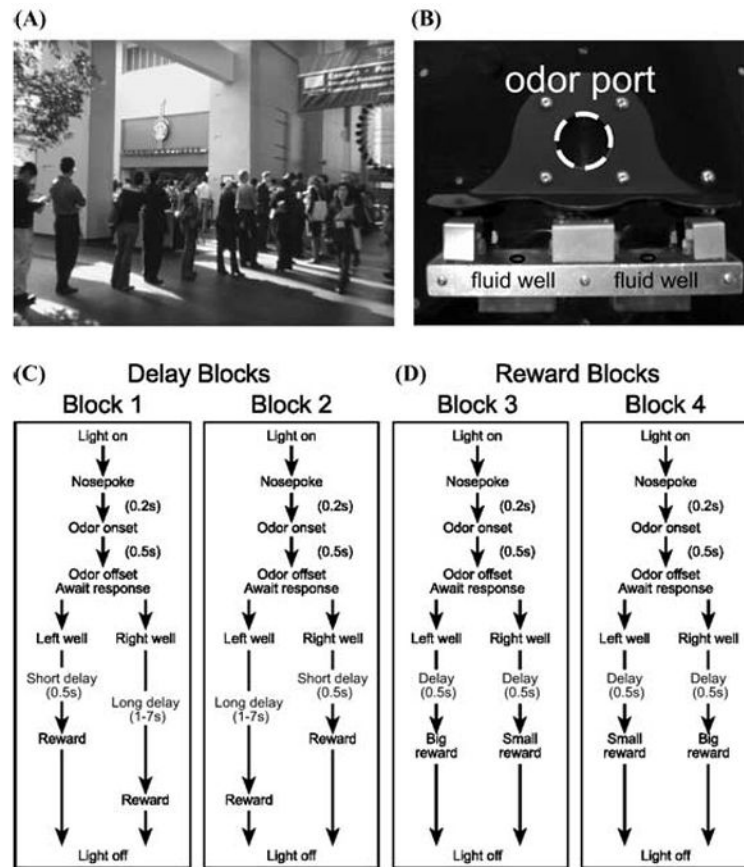 (A)
(B)
odor port
fluid well
fluid well
(C)
Delay Blocks
Block 1
Block 2
(D)
Reward Blocks
Block 3
Block 4
Light on
Nosepoke
(0.2s)
Odor onset
(0.5s)
Odor offset
Await response
Left well
Right well
Short delay
(0.5s)
Long delay
(1-7s)
Reward
Reward
Light off
Light on
Nosepoke
(0.2s)
Odor onset
(0.5s)
Odor offset
Await response
Left well
Right well
Short delay
(0.5s)
Long delay
(1-7s)
Reward
Reward
Light off
Light on
Nosepoke
(0.2s)
Odor onset
(0.5s)
Odor offset
Await response
Left well
Right well
Delay
(0.5s)
Delay
(0.5s)
Big
reward
Small
reward
Light off
Light on
Nosepoke
(0.2s)
Odor onset
(0.5s)
Odor offset
Await response
Left well
Right well
Delay
(0.5s)
Delay
(0.5s)
Small
reward
Big
reward
Light off